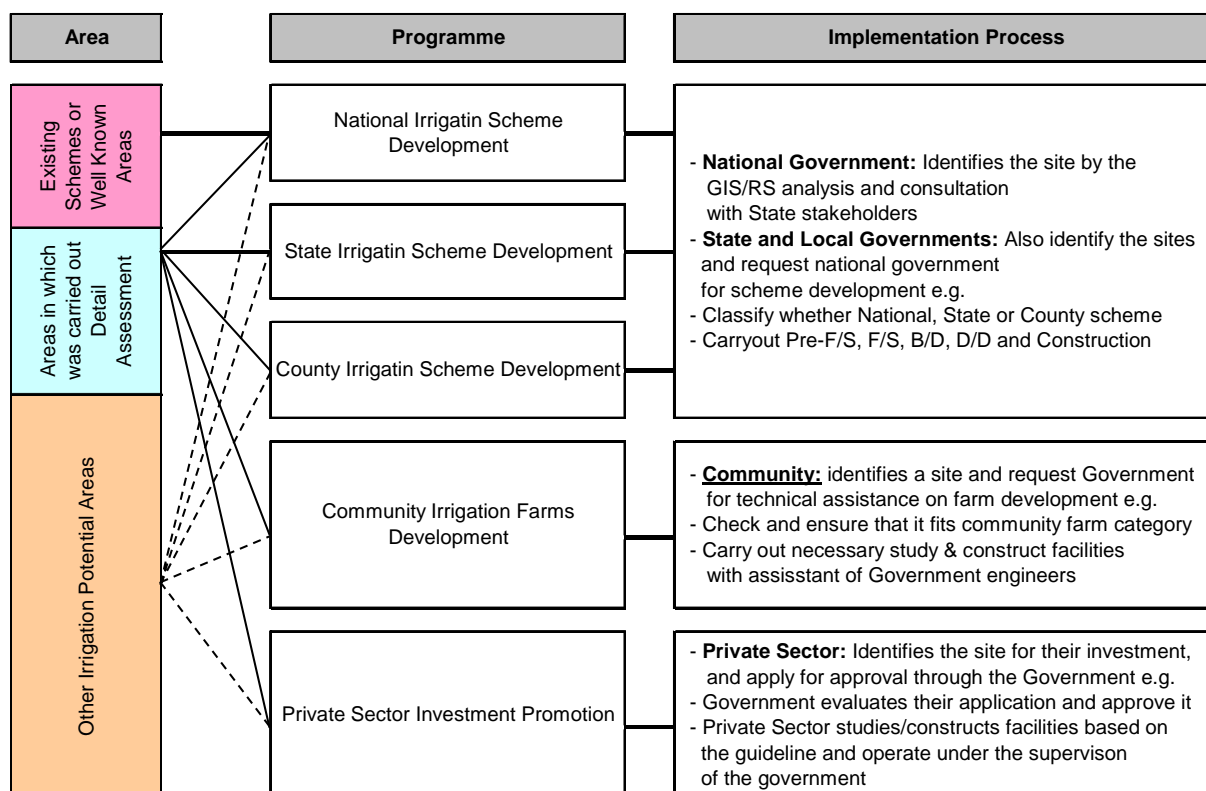 Area
Programme
Implementation Process
Existing
Schemes or
Well Known
Areas
Areas in which
was carried out
Detail
Assessment
Other Irrigation Potential Areas
National Irrigatin Scheme
Development
State Irrigatin Scheme Development
County Irrigatin Scheme Development
Community Irrigation Farms
Development
Private Sector Investment Promotion
- National Government: Identifies the site by the
GIS/RS analysis and consultation
with State stakeholders
- State and Local Governments: Also identify the sites
and request national government
for scheme development e.g.
- Classify whether National, State or County scheme
- Carryout Pre-F/S, F/S, B/D, D/D and Construction
- Community: identifies a site and request Government
for technical assistance on farm development e.g.
- Check and ensure that it fits community farm category
- Carry out necessary study & construct facilities
with assisstant of Government engineers
- Private Sector: Identifies the site for their investment,
and apply for approval through the Government e.g.
- Government evaluates their application and approve it
- Private Sector studies/constructs facilities based on
the guideline and operate under the supervison
of the government